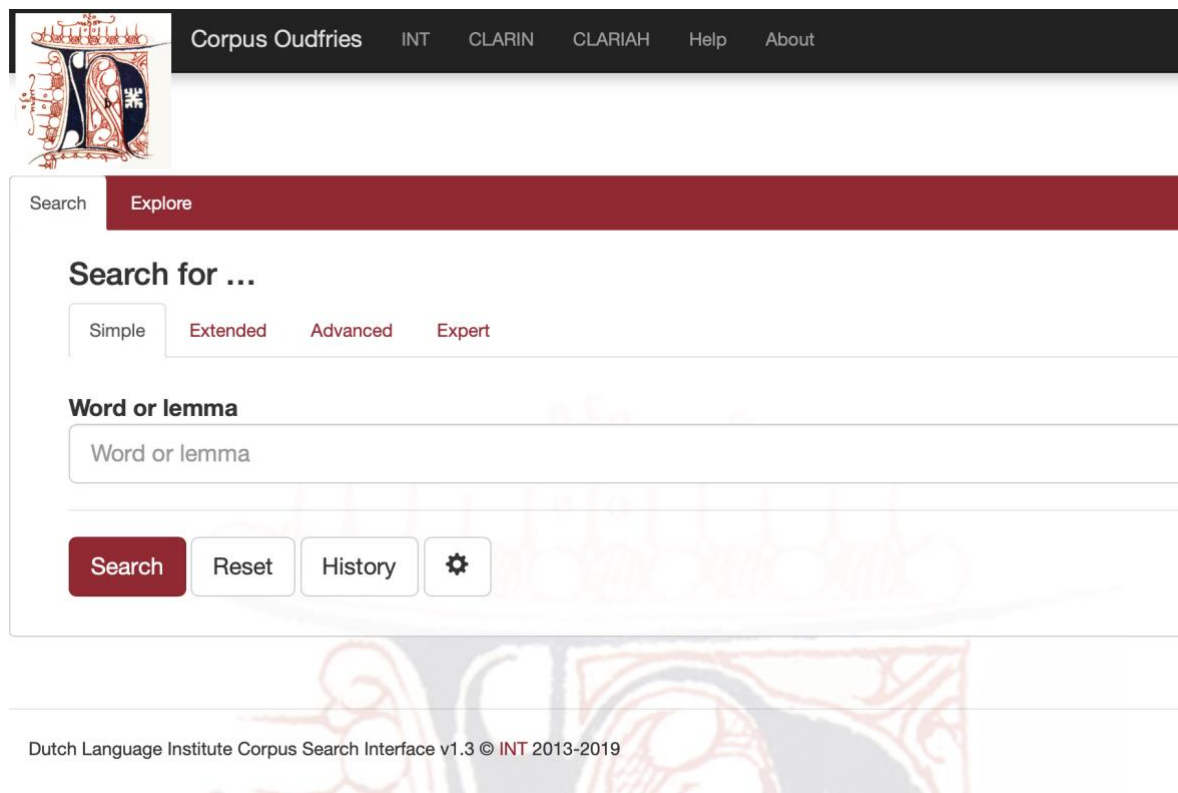 Corpus Oudfries INT CLARIN CLARIAH Help About
Search Explore
Search for ...
Simple Extended Advanced Expert
Word or lemma
Word or lemma
Search Reset History
Dutch Language Institute Corpus Search Interface v1.3 © INT 2013-2019